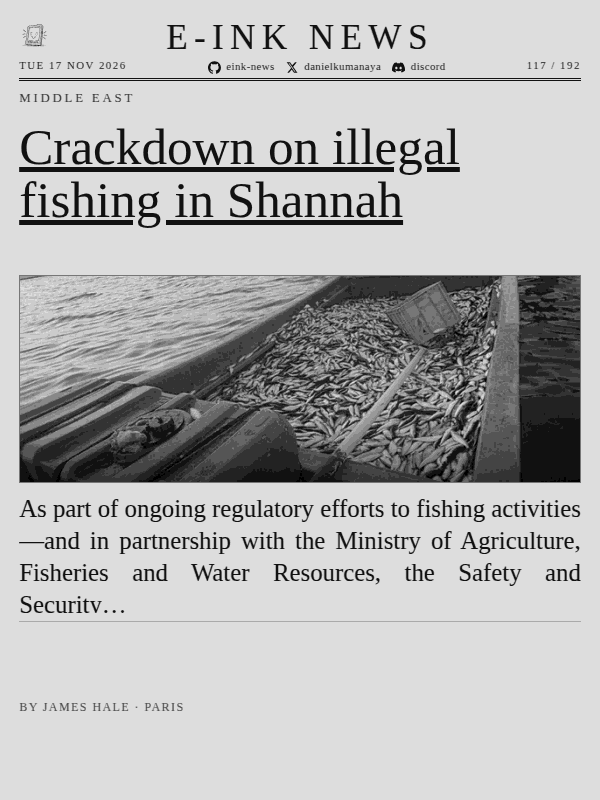 E-INK NEWS
TUE 17 NOV 2026
eink-news danielkumanaya discord
117 / 192
MIDDLE EAST
Crackdown on illegal
fishing in Shannah
As part of ongoing regulatory efforts to fishing activities
—and in partnership with the Ministry of Agriculture,
Fisheries and Water Resources, the Safety and
Security…
BY JAMES HALE · PARIS